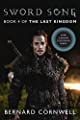 SWORD SONG
BOOK 4 OF THE LAST KINGDOM
BERNARD CORNWELL